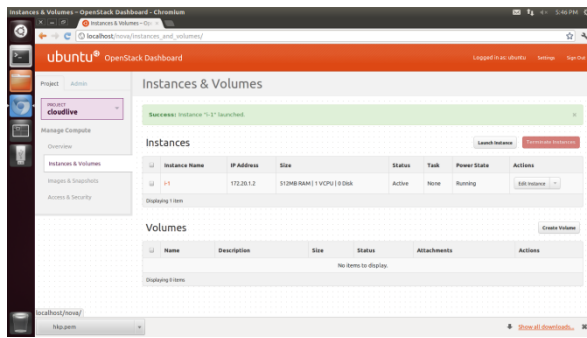 Instances & Volumes - OpenStack Dashboard - Chromium
5:46 PM
Instances & Volumes - Op
localhost/nova/instances_and_volumes/
ubuntu® OpenStack Dashboard
Logged in as: ubuntu Settings Sign Out
Project Admin
Instances & Volumes
PROJECT
cloudlive
Success: Instance "i-1" launched. ×
Manage Compute
Overview
Instances & Volumes
Images & Snapshots
Access & Security
Instances
Launch Instance Terminate Instances
Instance Name IP Address Size Status Task Power State Actions
i-1 172.20.1.2 512MB RAM | 1 VCPU | 0 Disk Active None Running Edit Instance
Displaying 1 item
Volumes
Create Volume
Name Description Size Status Attachments Actions
No items to display.
Displaying 0 items
localhost/nova/
hkp.pem
Show all downloads...